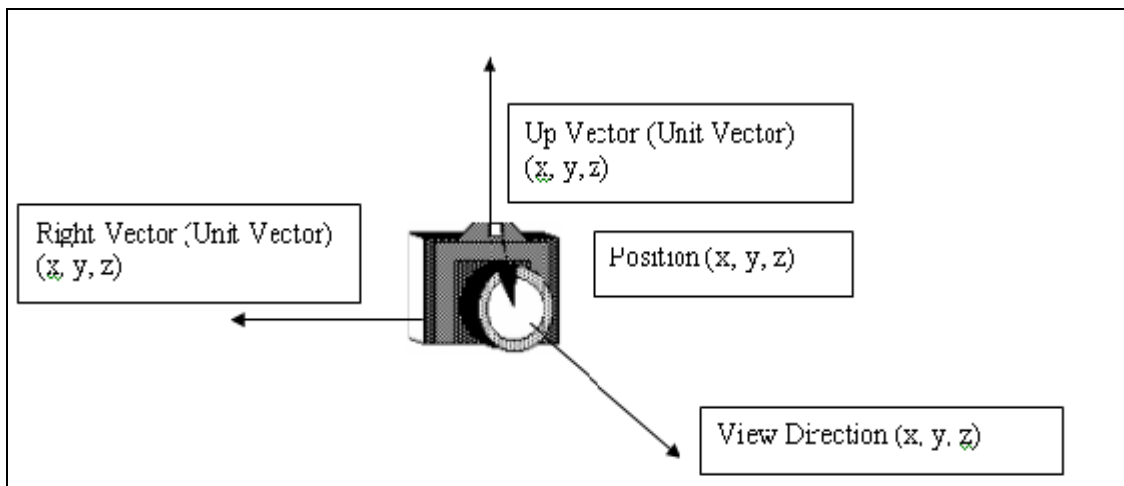 Up Vector (Unit Vector)
(x, y, z)
Right Vector (Unit Vector)
(x, y, z)
Position (x, y, z)
View Direction (x, y, z)